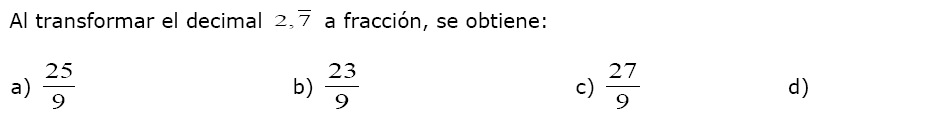 Al transformar el decimal 2,7̅ a fracción, se obtiene:
a) 25/9 b) 23/9 c) 27/9 d)